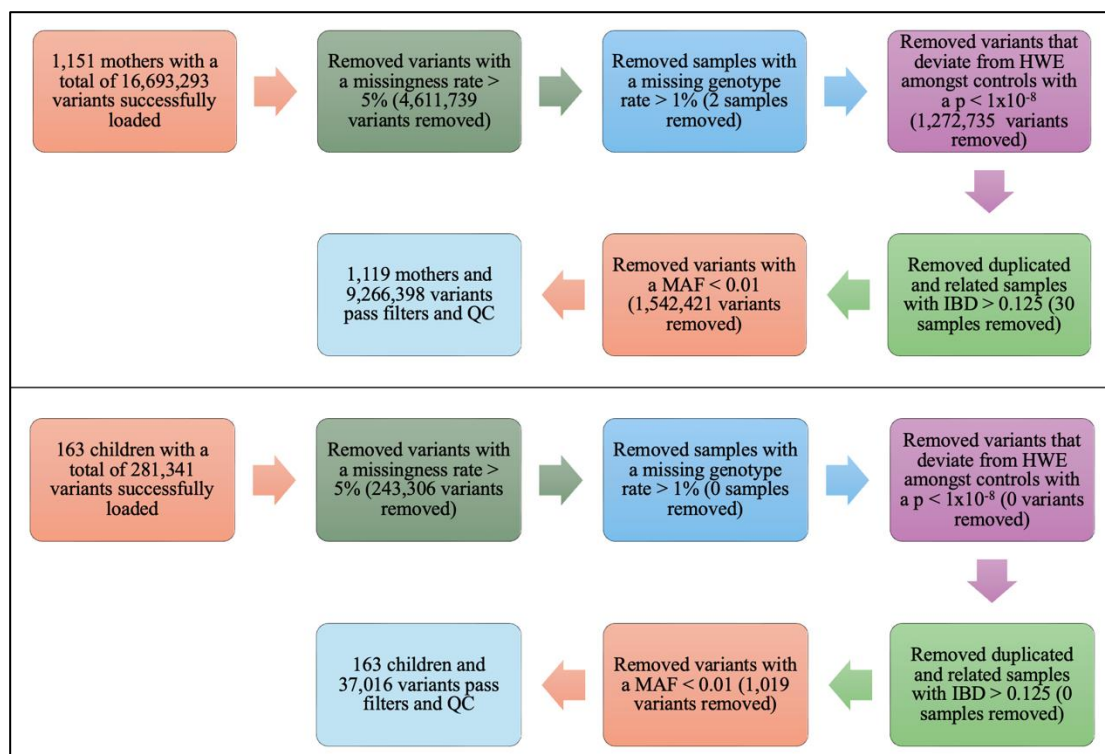 1,151 mothers with a
total of 16,693,293
variants successfully
loaded
Removed variants with
a missingness rate >
5% (4,611,739
variants removed)
Removed samples with
a missing genotype
rate > 1% (2 samples
removed)
Removed variants that
deviate from HWE
amongst controls with
a p < 1x10⁻⁸
(1,272,735 variants
removed)
Removed duplicated
and related samples
with IBD > 0.125 (30
samples removed)
Removed variants with
a MAF < 0.01
(1,542,421 variants
removed)
1,119 mothers and
9,266,398 variants
pass filters and QC
163 children with a
total of 281,341
variants successfully
loaded
Removed variants with
a missingness rate >
5% (243,306 variants
removed)
Removed samples with
a missing genotype
rate > 1% (0 samples
removed)
Removed variants that
deviate from HWE
amongst controls with
a p < 1x10⁻⁸ (0 variants
removed)
Removed duplicated
and related samples
with IBD > 0.125 (0
samples removed)
Removed variants with
a MAF < 0.01 (1,019
variants removed)
163 children and
37,016 variants pass
filters and QC